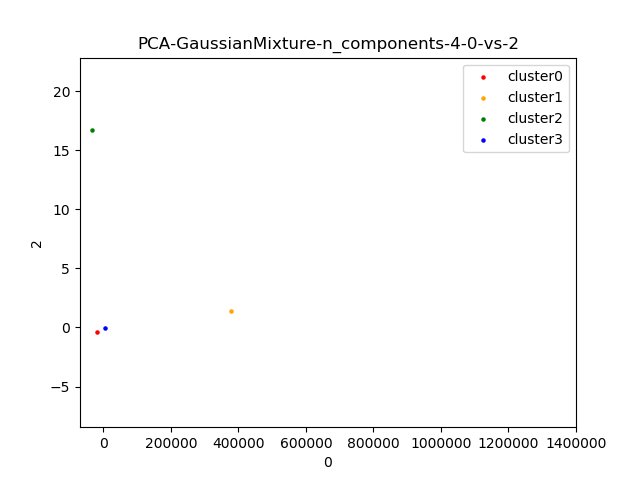 PCA-GaussianMixture-n_components-4-0-vs-2
cluster0
cluster1
cluster2
cluster3
20
15
10
5
0
−5
2
0 200000 400000 600000 800000 1000000 1200000 1400000
0